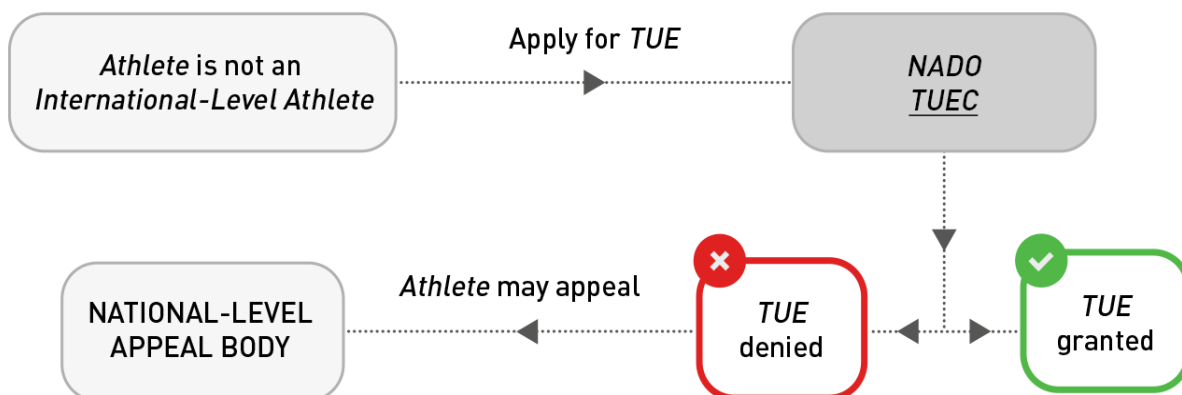 Athlete is not an
International-Level Athlete
Apply for TUE
NADO
TUEC
NATIONAL-LEVEL
APPEAL BODY
Athlete may appeal
TUE
denied
TUE
granted